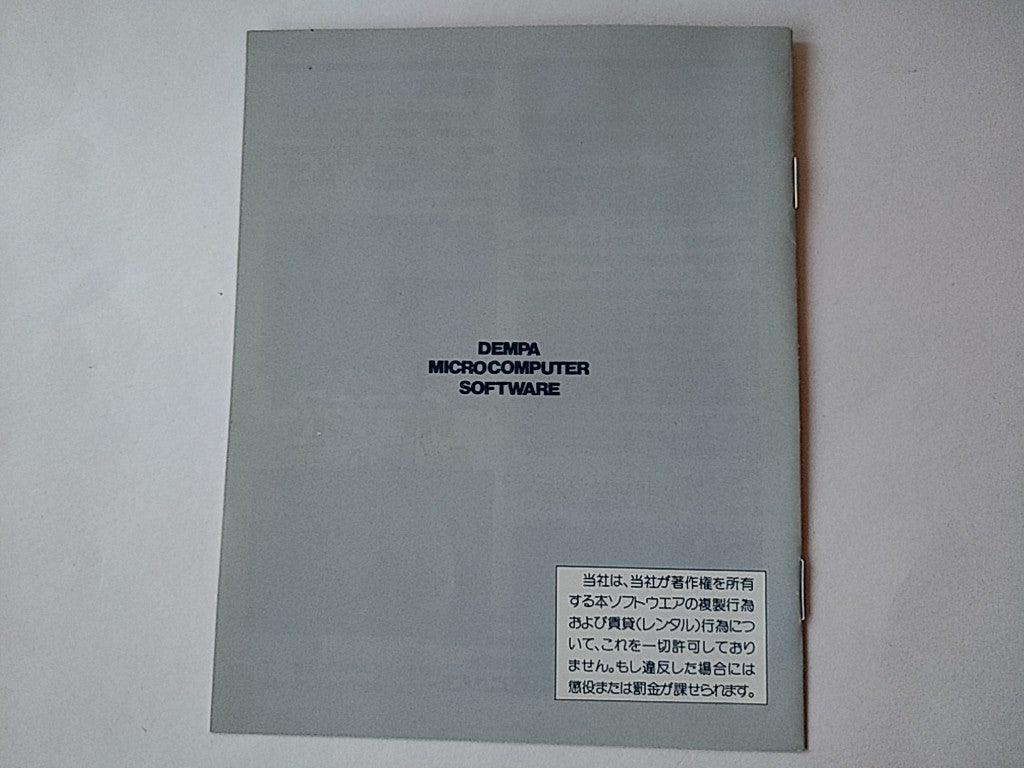 DEMPA
MICROCOMPUTER
SOFTWARE
当社は、当社が著作権を所有
する本ソフトウエアの複製行為
および賃貸(レンタル)行為につ
いて、これを一切許可しており
ません。もし違反した場合には
懲役または罰金が課せられます。